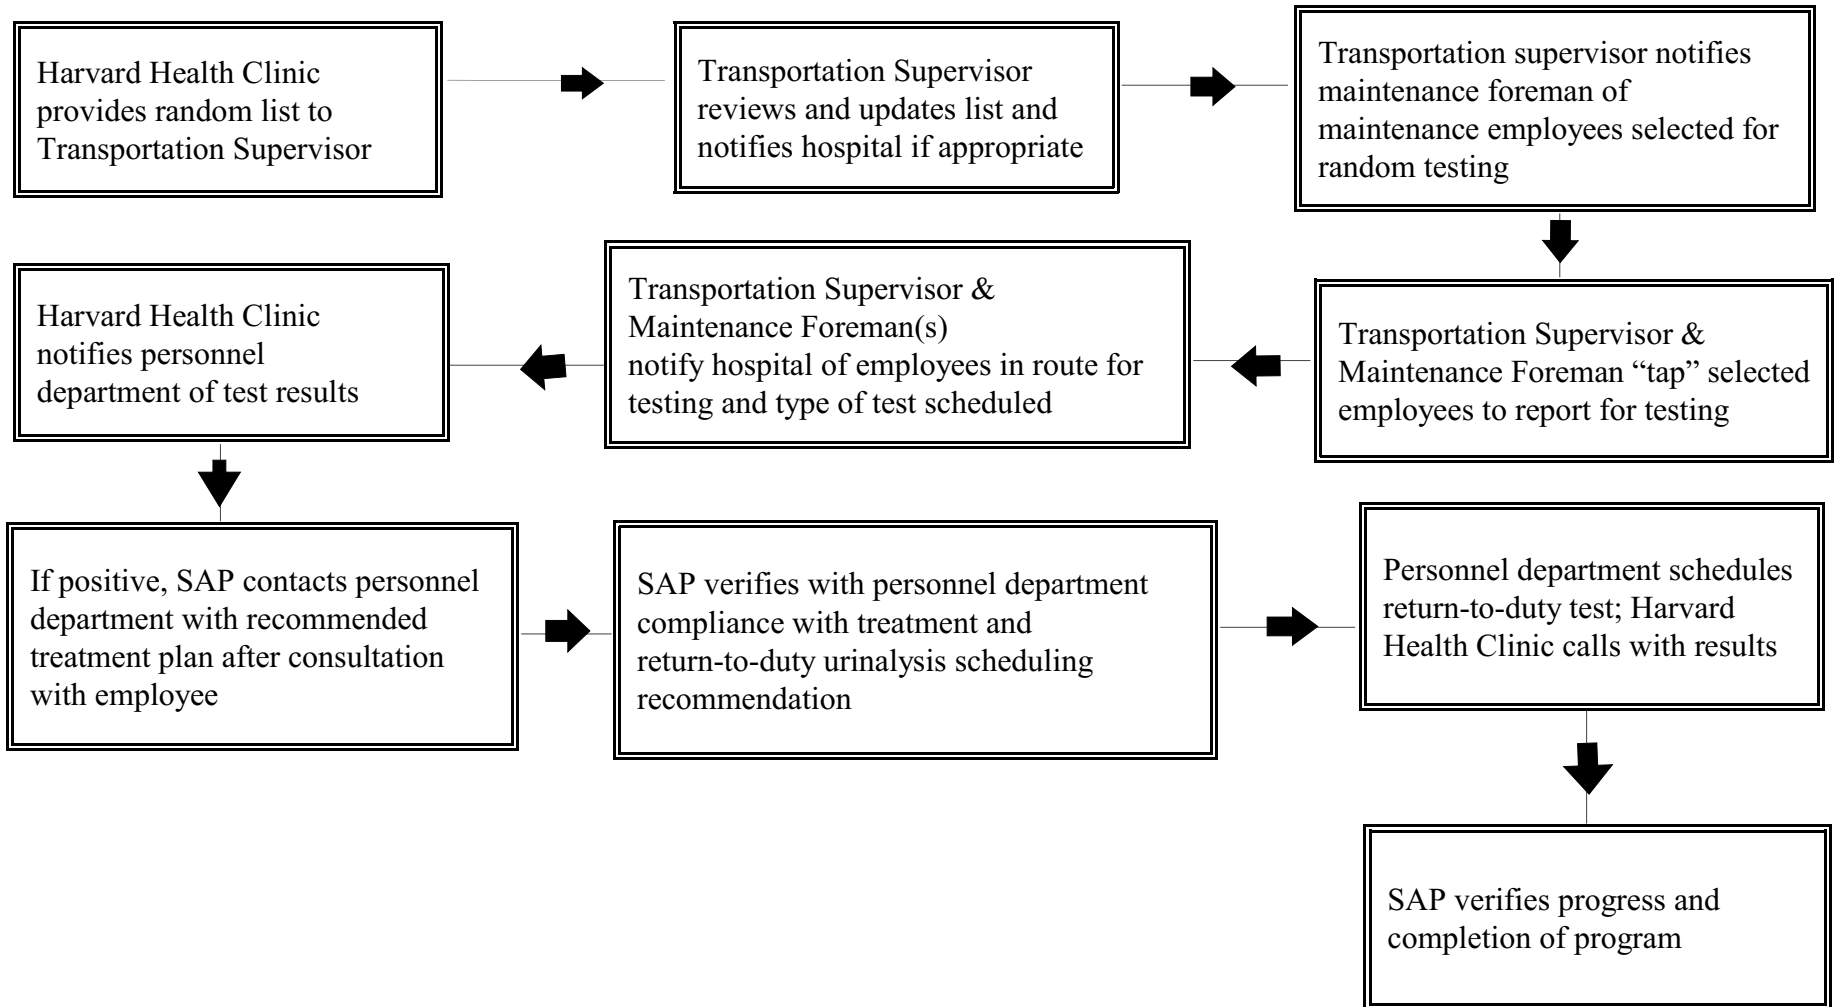 Harvard Health Clinic
provides random list to
Transportation Supervisor
Transportation Supervisor
reviews and updates list and
notifies hospital if appropriate
Transportation supervisor notifies
maintenance foreman of
maintenance employees selected for
random testing
Transportation Supervisor &
Maintenance Foreman “tap” selected
employees to report for testing
Transportation Supervisor &
Maintenance Foreman(s)
notify hospital of employees in route for
testing and type of test scheduled
Harvard Health Clinic
notifies personnel
department of test results
If positive, SAP contacts personnel
department with recommended
treatment plan after consultation
with employee
SAP verifies with personnel department
compliance with treatment and
return-to-duty urinalysis scheduling
recommendation
Personnel department schedules
return-to-duty test; Harvard
Health Clinic calls with results
SAP verifies progress and
completion of program